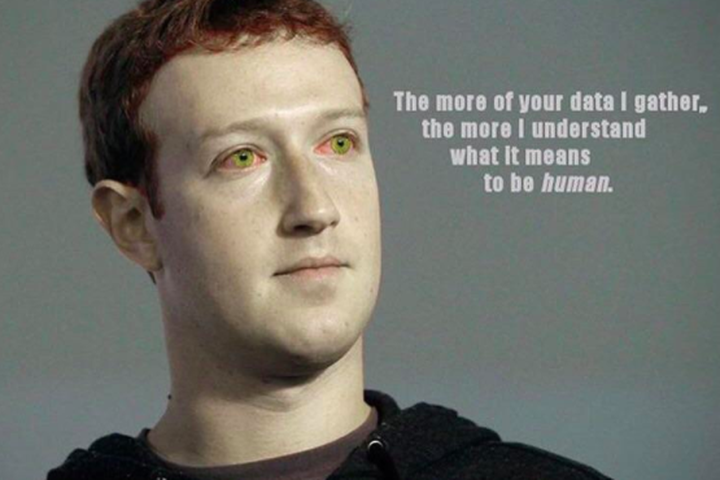 The more of your data I gather,,
the more I understand
what it means
to be human.